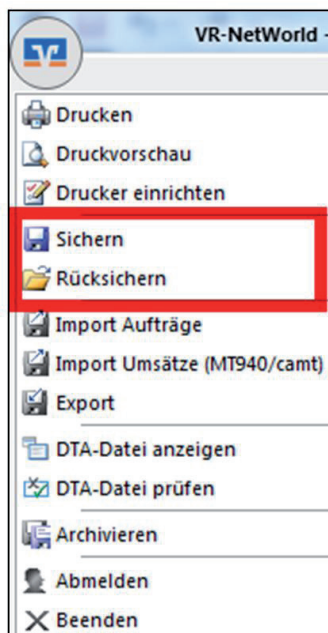 VR-NetWorld -
Drucken
Druckvorschau
Drucker einrichten
Sichern
Rücksichern
Import Aufträge
Import Umsätze (MT940/camt)
Export
DTA-Datei anzeigen
DTA-Datei prüfen
Archivieren
Abmelden
Beenden